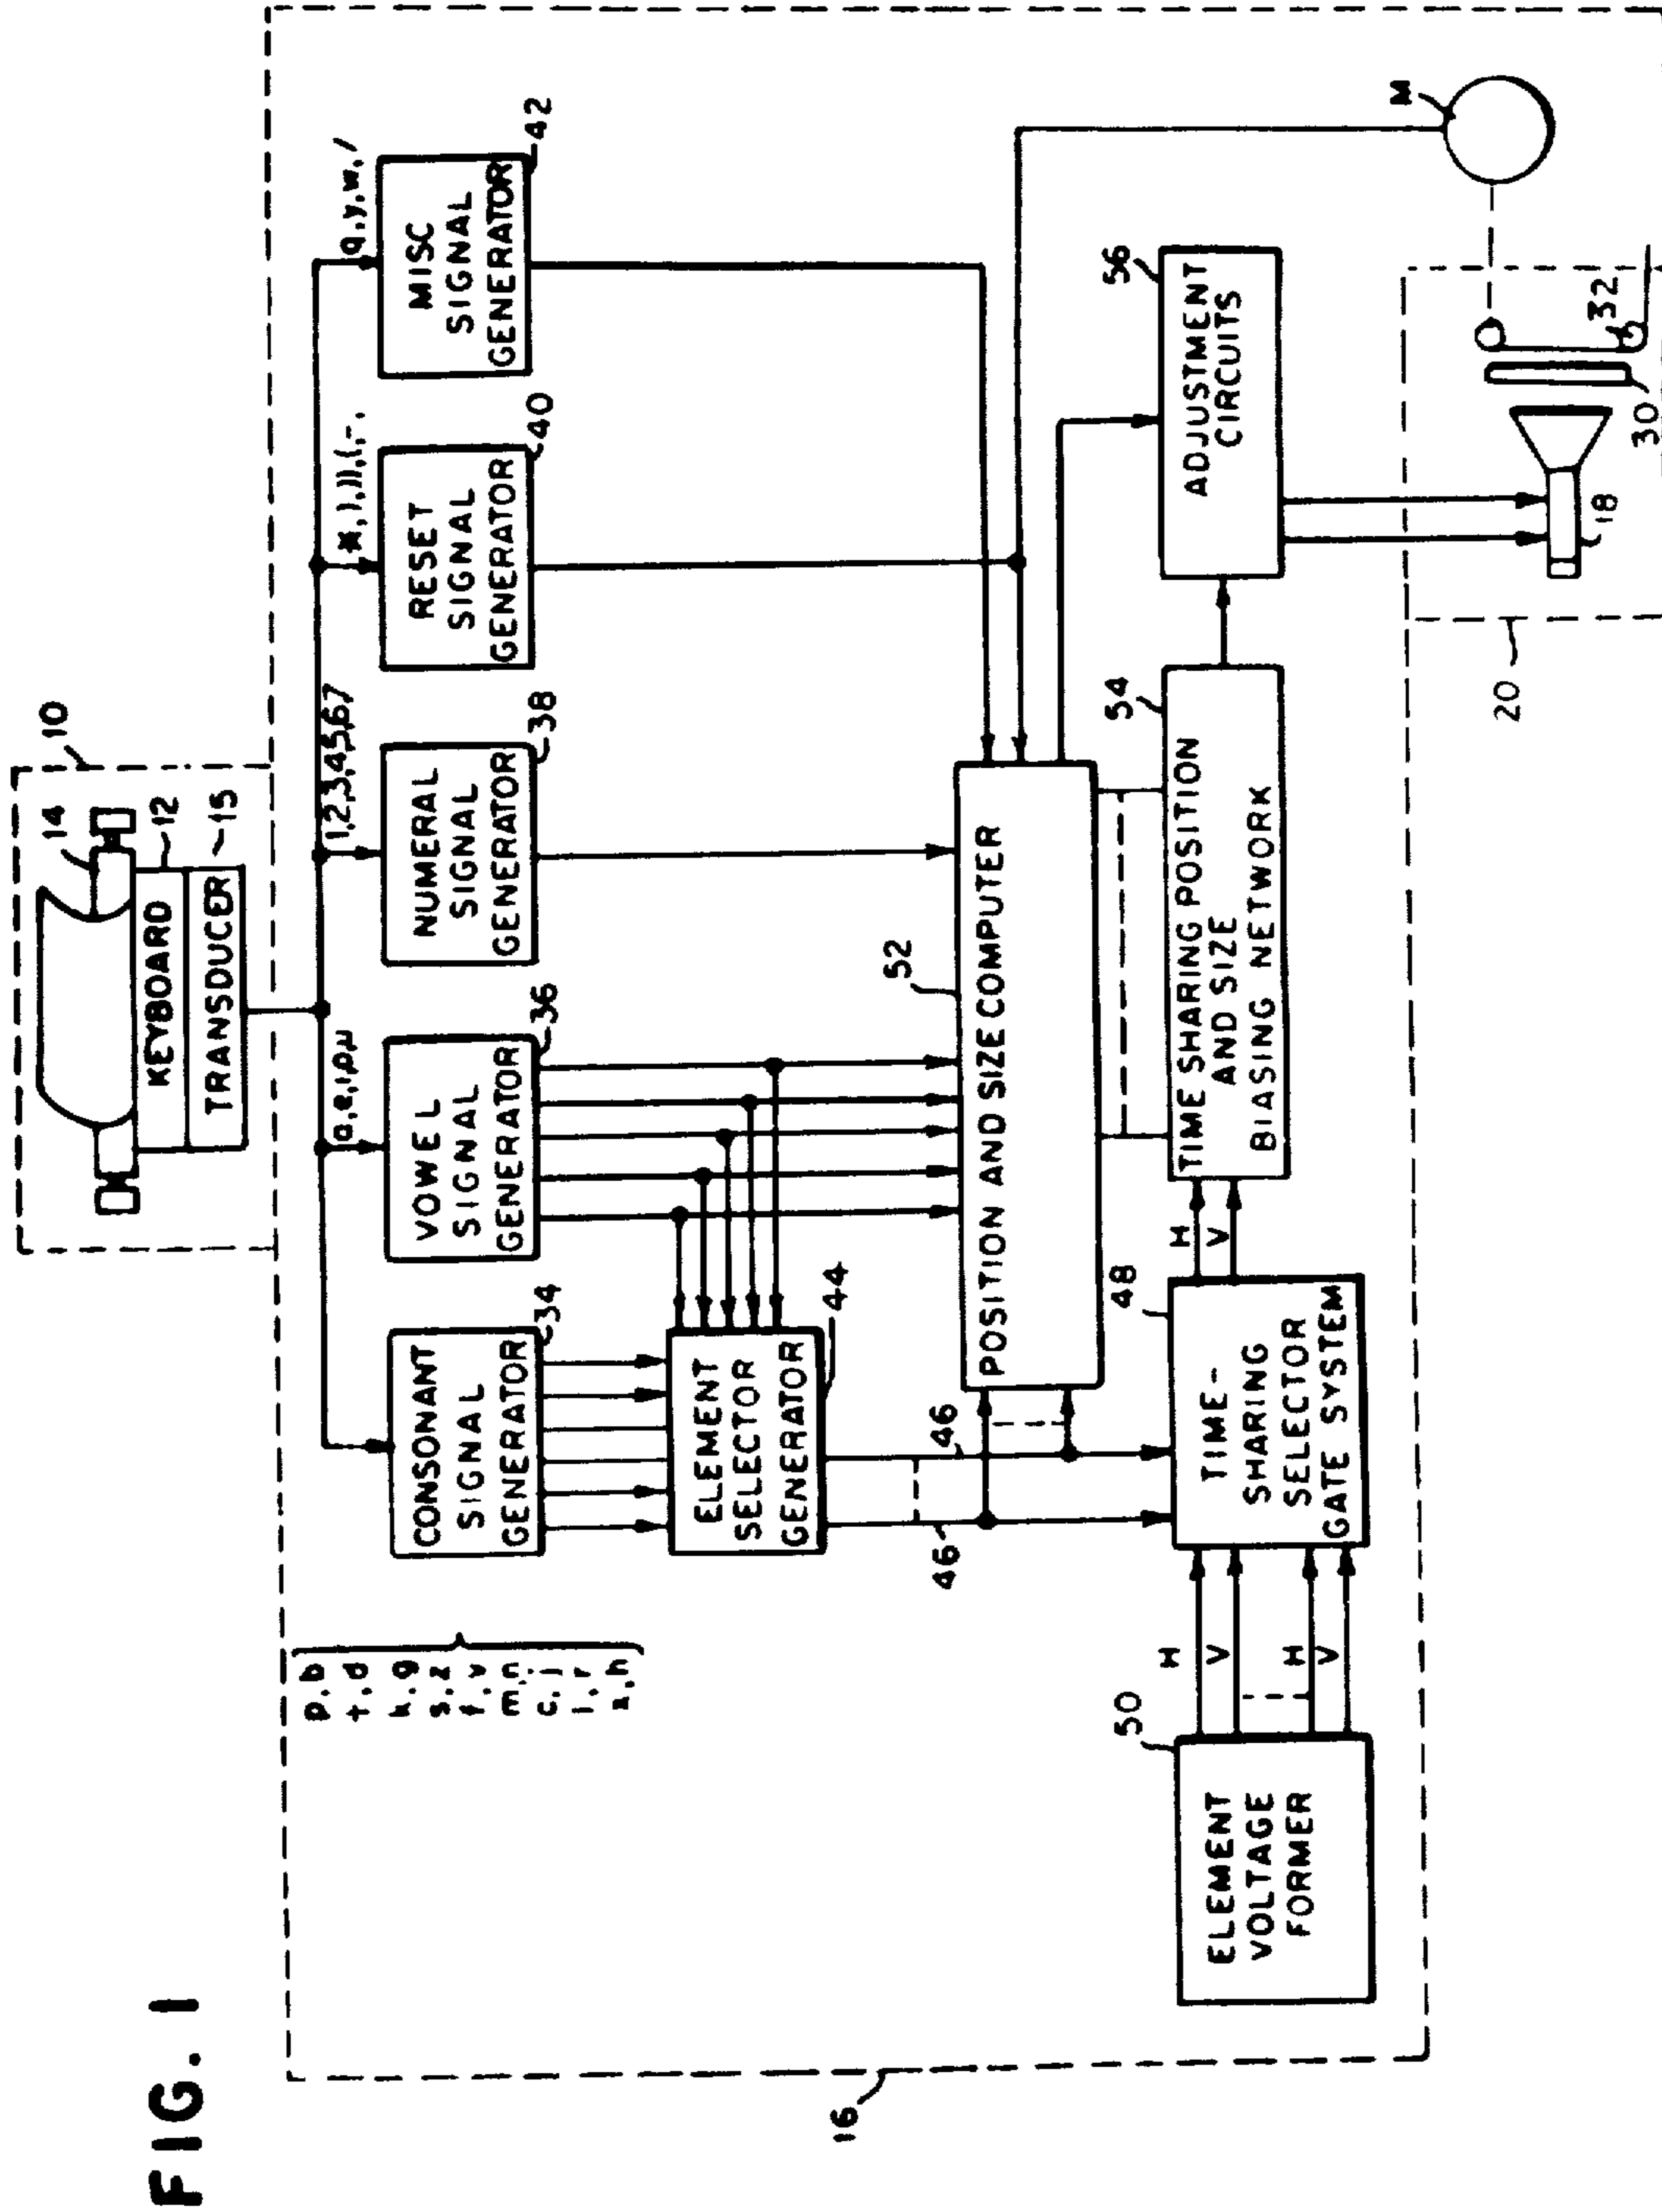 FIG. 1
10
14
12
15
KEYBOARD
TRANSDUCER
16
p,b
t,d
k,g
s,z
f,v
m,n
c,j
l,r
x,h
a,e,i,o,u
1,2,3,4,5,6,7
q,y,w,/
CONSONANT
SIGNAL
GENERATOR
34
VOWEL
SIGNAL
GENERATOR
36
NUMERAL
SIGNAL
GENERATOR
38
RESET
SIGNAL
GENERATOR
40
MISC
SIGNAL
GENERATOR
42
ELEMENT
SELECTOR
GENERATOR
44
46
46
POSITION AND SIZE COMPUTER
52
ELEMENT
VOLTAGE
FORMER
50
H
V
H
V
TIME-
SHARING
SELECTOR
GATE SYSTEM
48
H
V
TIME SHARING POSITION
AND SIZE
BIASING NETWORK
54
ADJUSTMENT
CIRCUITS
56
M
20
18
30
32